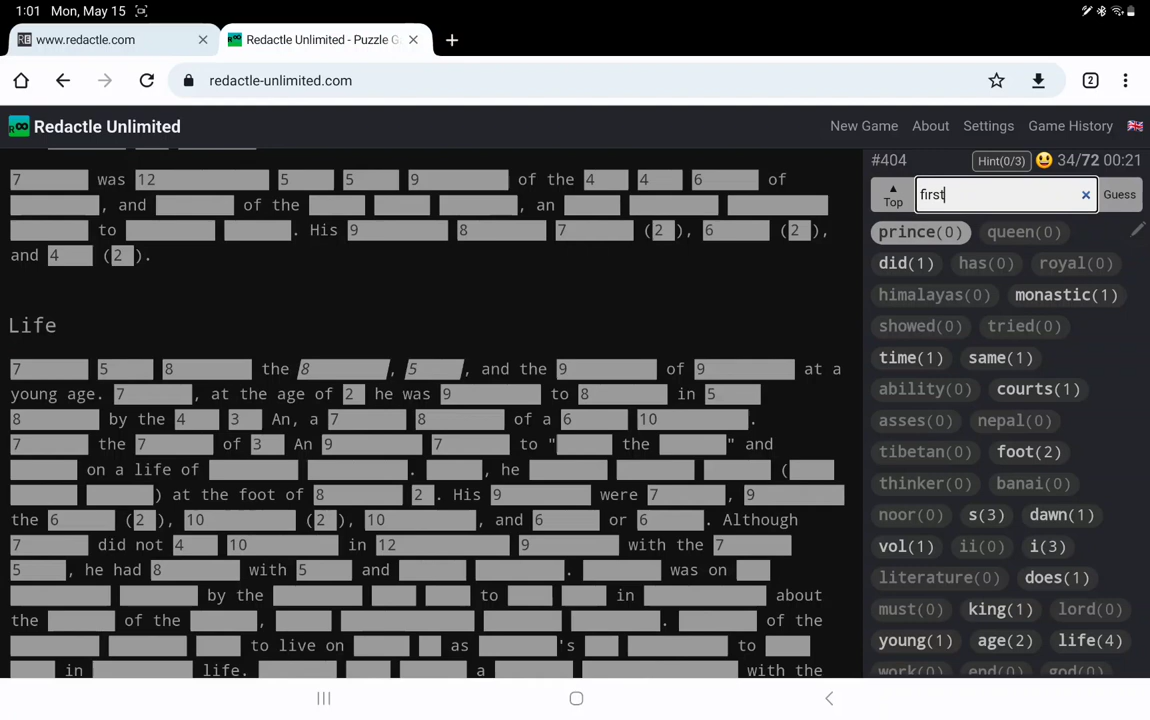 1:01 Mon, May 15
www.redactle.com
Redactle Unlimited - Puzzle G
redactle-unlimited.com
2
Redactle Unlimited
New Game About Settings Game History
#404 Hint(0/3) 34/72 00:21
Top first Guess
7 was 12 5 5 9 of the 4 4 6 of
, and of the , an
to . His 9 8 7 (2), 6 (2),
and 4 (2).
Life
7 5 8 the 8, 5, and the 9 of 9 at a
young age. 7, at the age of 2 he was 9 to 8 in 5
8 by the 4 3 An, a 7 8 of a 6 10.
7 the 7 of 3 An 9 7 to " the " and
on a life of . , he (
) at the foot of 8 2. His 9 were 7, 9
the 6 (2), 10 (2), 10, and 6 or 6. Although
7 did not 4 10 in 12 9 with the 7
5, he had 8 with 5 and . was on
by the to in about
the of the , . of the
to live on as 's to
in life. a with the
prince(0) queen(0)
did(1) has(0) royal(0)
himalayas(0) monastic(1)
showed(0) tried(0)
time(1) same(1)
ability(0) courts(1)
asses(0) nepal(0)
tibetan(0) foot(2)
thinker(0) banai(0)
noor(0) s(3) dawn(1)
vol(1) ii(0) i(3)
literature(0) does(1)
must(0) king(1) lord(0)
young(1) age(2) life(4)
work(0) end(0) god(0)